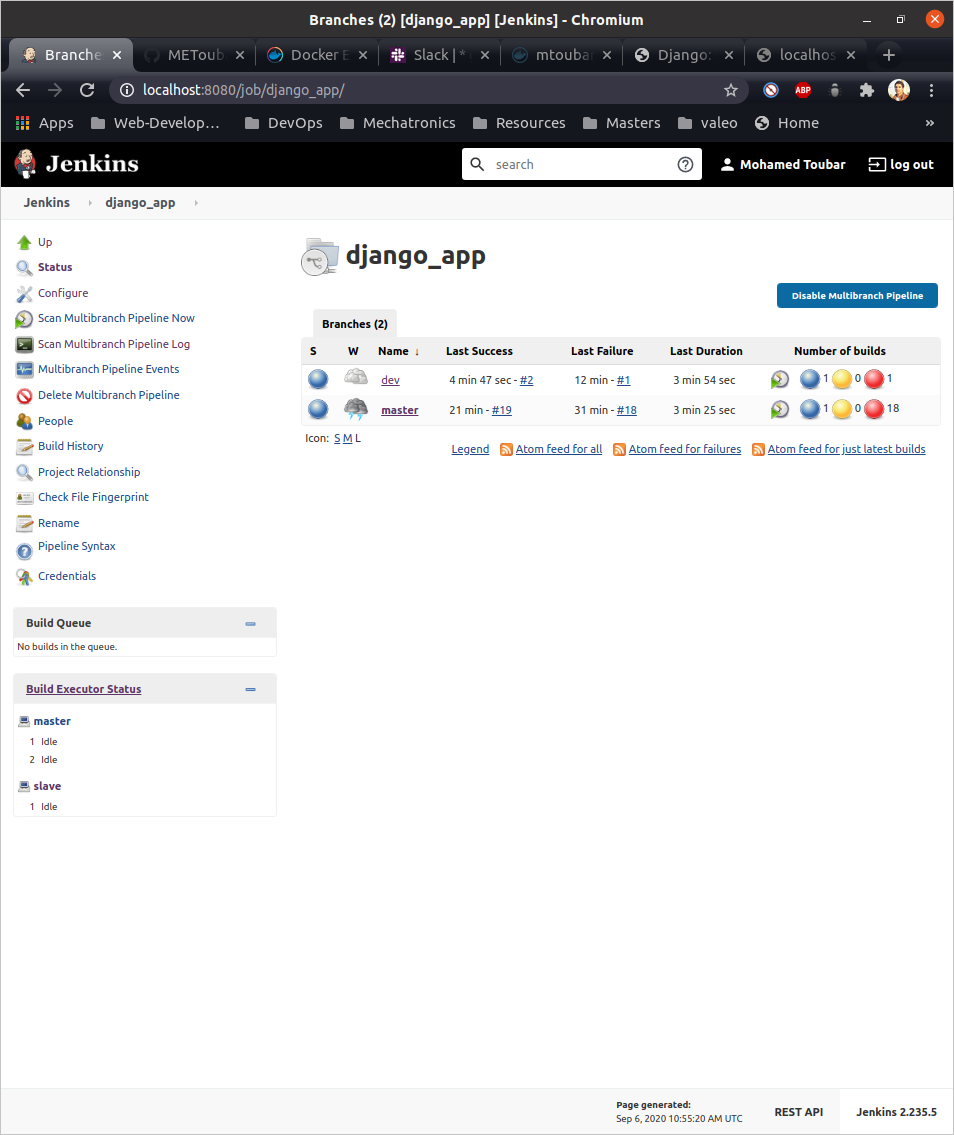 Branches (2) [django_app] [Jenkins] - Chromium
Branche METoub Docker E Slack | * mtouba Django: localhos
localhost:8080/job/django_app/
ABP
Apps Web-Develop… DevOps Mechatronics Resources Masters valeo Home »
Jenkins search Mohamed Toubar log out
Jenkins django_app
Up
Status
Configure
Scan Multibranch Pipeline Now
Scan Multibranch Pipeline Log
Multibranch Pipeline Events
Delete Multibranch Pipeline
People
Build History
Project Relationship
Check File Fingerprint
Rename
Pipeline Syntax
Credentials
Build Queue
No builds in the queue.
Build Executor Status
master
1 Idle
2 Idle
slave
1 Idle
django_app
Disable Multibranch Pipeline
Branches (2)
S W Name ↓ Last Success Last Failure Last Duration Number of builds
dev 4 min 47 sec - #2 12 min - #1 3 min 54 sec 1 0 1
master 21 min - #19 31 min - #18 3 min 25 sec 1 0 18
Icon: S M L
Legend Atom feed for all Atom feed for failures Atom feed for just latest builds
Page generated:
Sep 6, 2020 10:55:20 AM UTC
REST API Jenkins 2.235.5